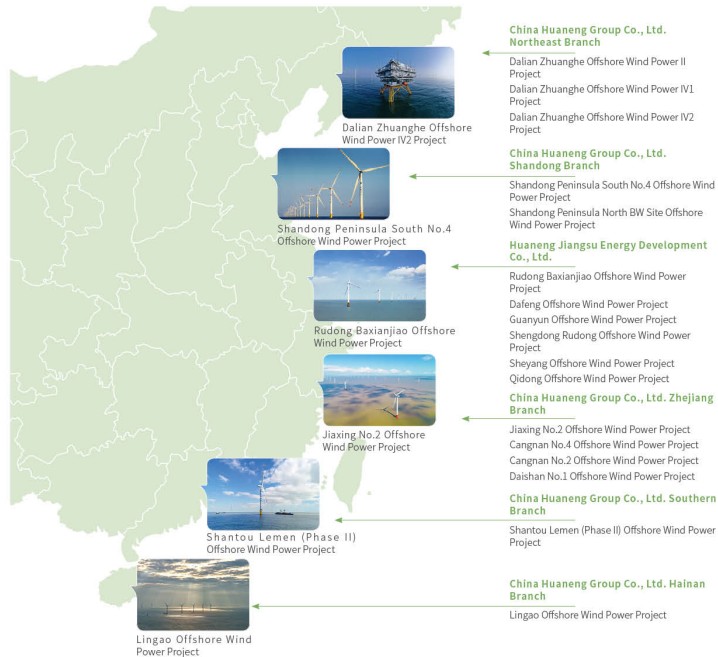 China Huaneng Group Co., Ltd.
Northeast Branch
Dalian Zhuanghe Offshore Wind Power II
Project
Dalian Zhuanghe Offshore Wind Power IV1
Project
Dalian Zhuanghe Offshore Wind Power IV2
Project
Dalian Zhuanghe Offshore
Wind Power IV2 Project
China Huaneng Group Co., Ltd.
Shandong Branch
Shandong Peninsula South No.4 Offshore Wind
Power Project
Shandong Peninsula North BW Site Offshore
Wind Power Project
Shandong Peninsula South No.4
Offshore Wind Power Project
Huaneng Jiangsu Energy Development
Co., Ltd.
Rudong Baxianjiao Offshore Wind Power
Project
Dafeng Offshore Wind Power Project
Guanyun Offshore Wind Power Project
Shengdong Rudong Offshore Wind Power
Project
Sheyang Offshore Wind Power Project
Qidong Offshore Wind Power Project
Rudong Baxianjiao Offshore
Wind Power Project
China Huaneng Group Co., Ltd. Zhejiang
Branch
Jiaxing No.2 Offshore Wind Power Project
Cangnan No.4 Offshore Wind Power Project
Cangnan No.2 Offshore Wind Power Project
Daishan No.1 Offshore Wind Power Project
Jiaxing No.2 Offshore
Wind Power Project
China Huaneng Group Co., Ltd. Southern
Branch
Shantou Lemen (Phase II) Offshore Wind Power
Project
Shantou Lemen (Phase II)
Offshore Wind Power Project
China Huaneng Group Co., Ltd. Hainan
Branch
Lingao Offshore Wind Power Project
Lingao Offshore Wind
Power Project